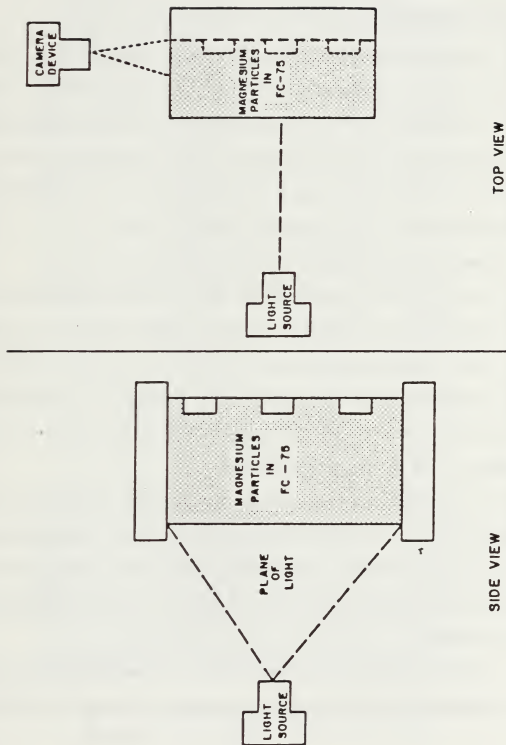 CAMERA
DEVICE
MAGNESIUM
PARTICLES
IN
FC-75
LIGHT
SOURCE
TOP VIEW
MAGNESIUM
PARTICLES
IN
FC-75
PLANE
OF
LIGHT
LIGHT
SOURCE
SIDE VIEW